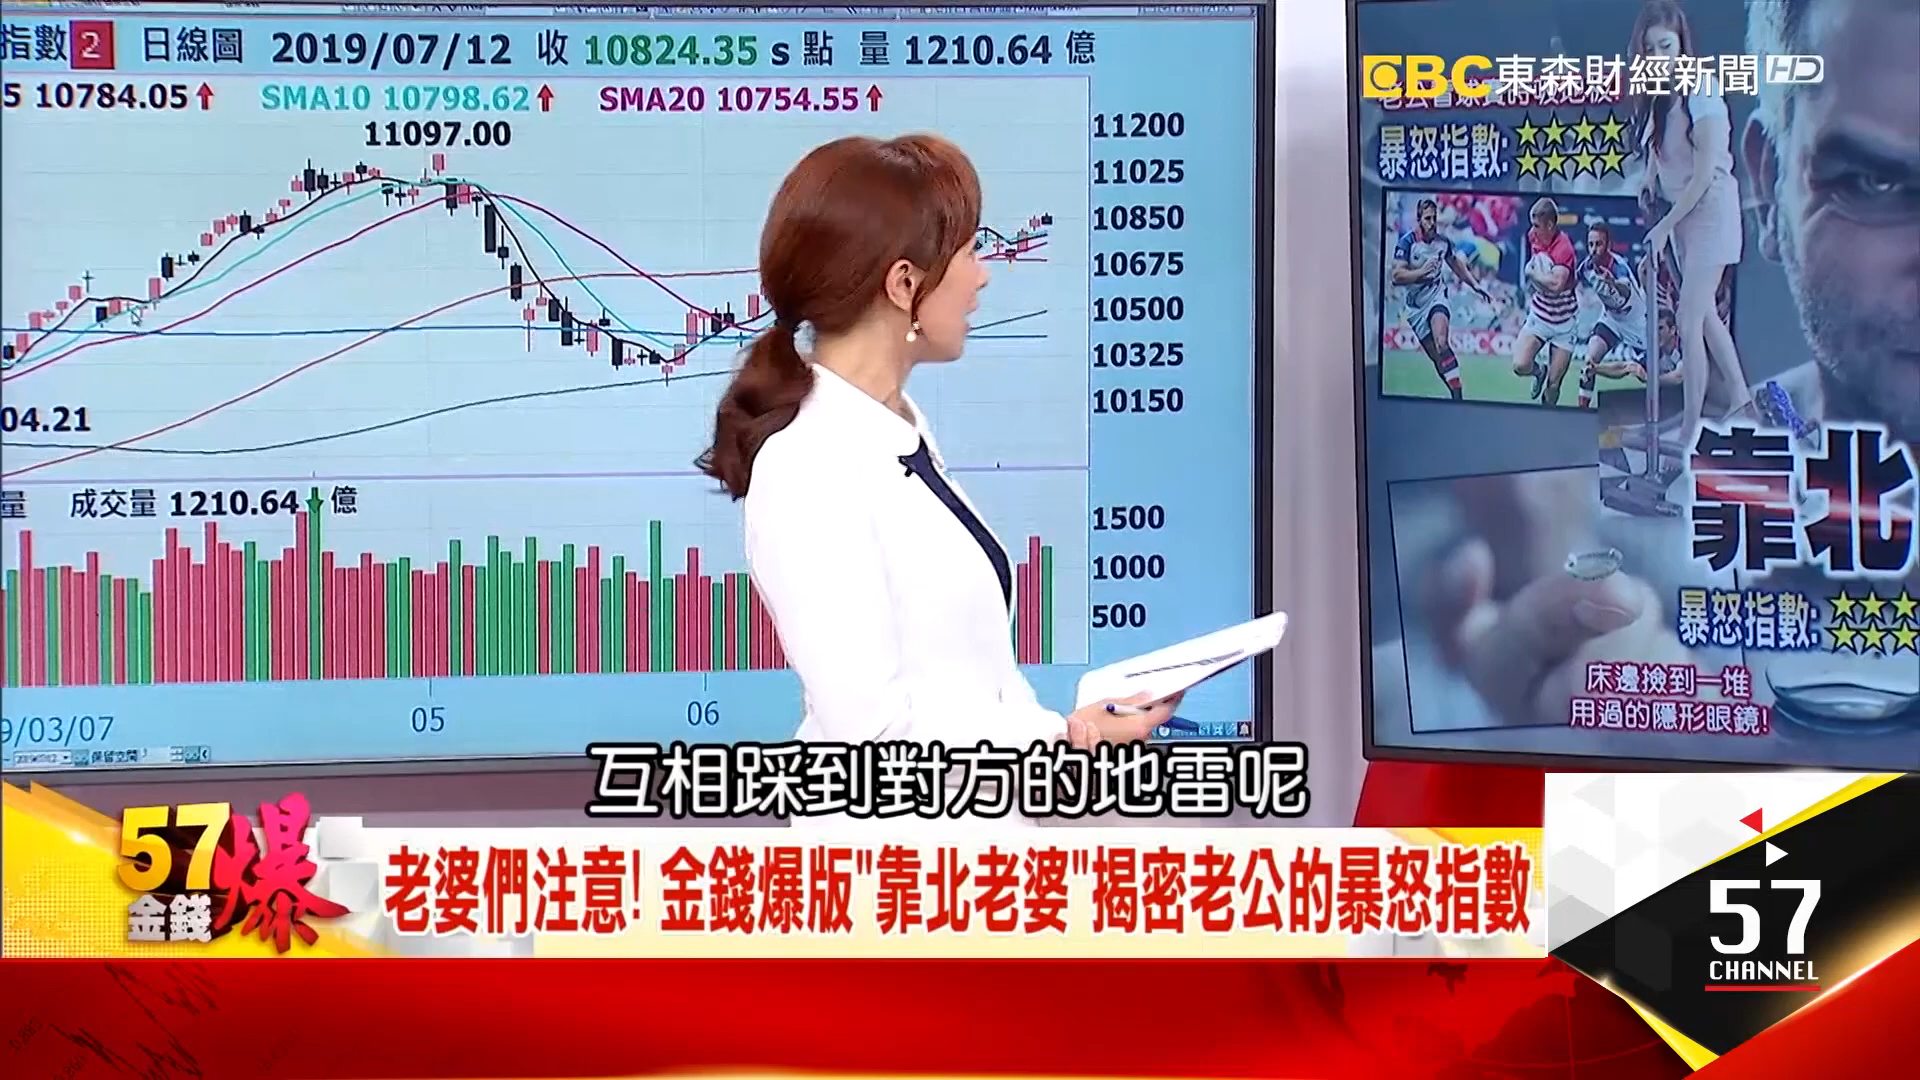 指數 2 日線圖 2019/07/12 收 10824.35 s 點 量 1210.64 億
5 10784.05 SMA10 10798.62 SMA20 10754.55
11097.00
11200
11025
10850
10675
10500
10325
10150
04.21
量 成交量 1210.64 億
1500
1000
500
9/03/07
05
06
保留空間
EBC 東森財經新聞 HD
暴怒指數:
靠北
暴怒指數:
床邊撿到一堆
用過的隱形眼鏡!
互相踩到對方的地雷呢
57
金錢爆
老婆們注意! 金錢爆版"靠北老婆"揭密老公的暴怒指數
57
CHANNEL